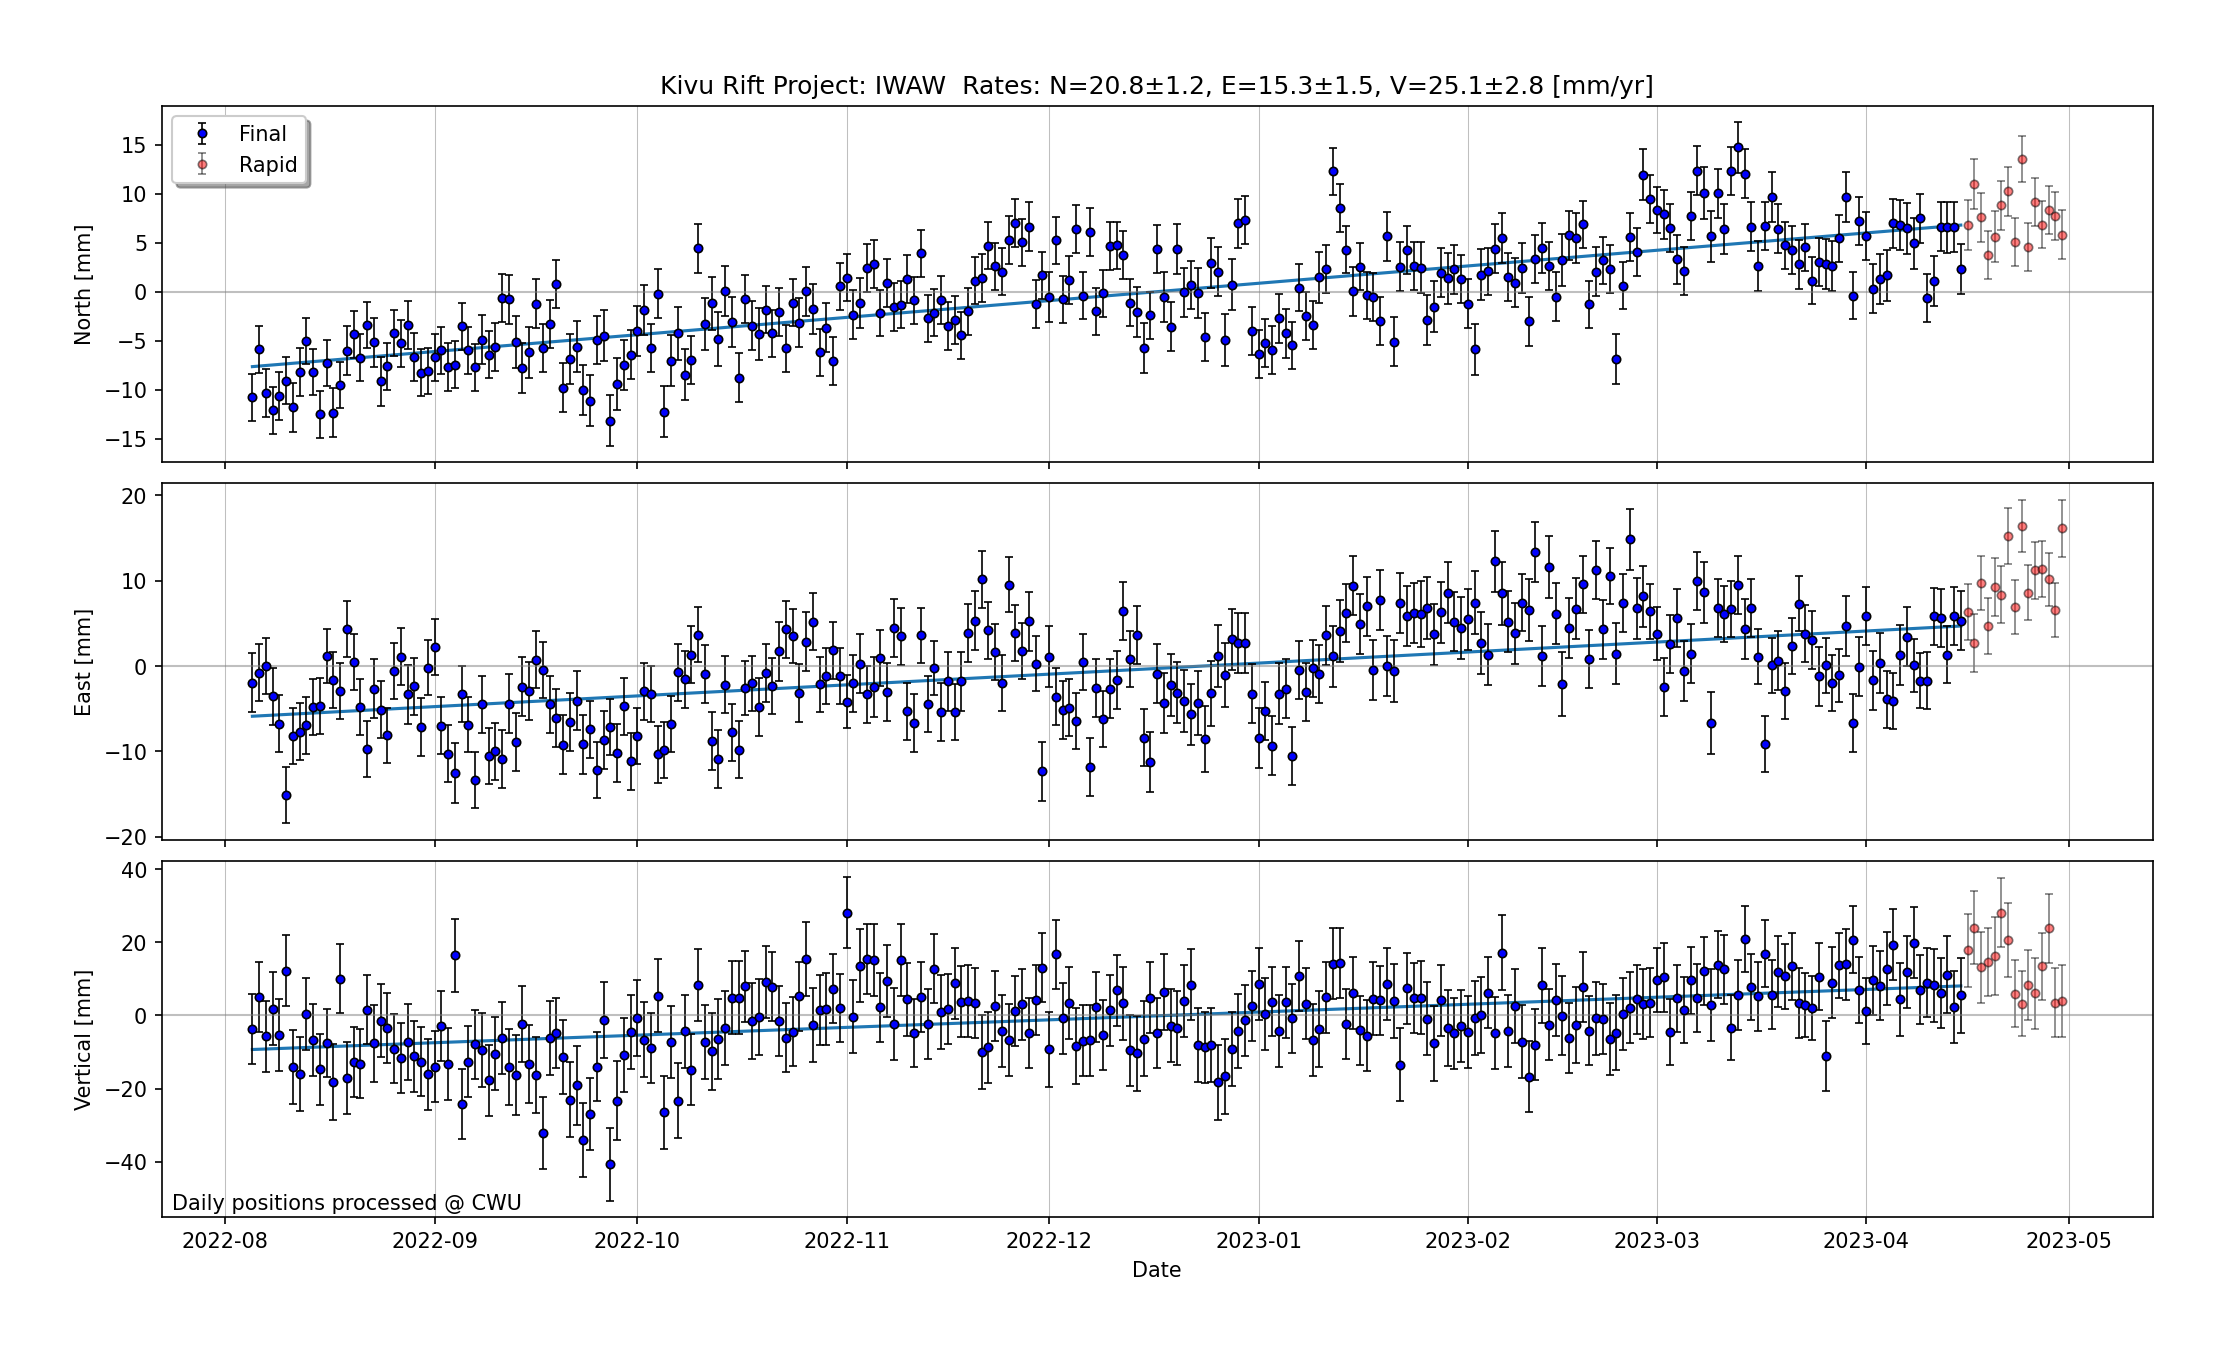 Kivu Rift Project: IWAW  Rates: N=20.8±1.2, E=15.3±1.5, V=25.1±2.8 [mm/yr]
Final
Rapid
15
10
5
0
−5
−10
−15
North [mm]
20
10
0
−10
−20
East [mm]
40
20
0
−20
−40
Vertical [mm]
Daily positions processed @ CWU
2022-08 2022-09 2022-10 2022-11 2022-12 2023-01 2023-02 2023-03 2023-04 2023-05
Date